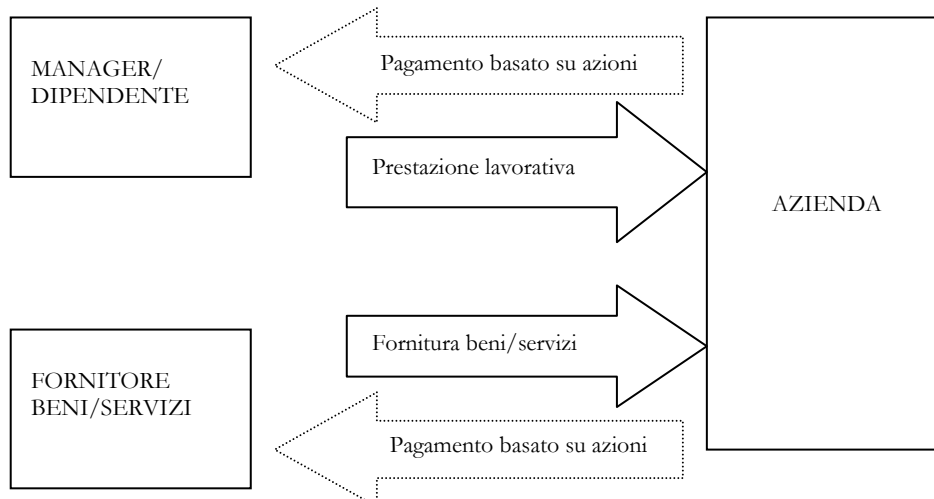 MANAGER/
DIPENDENTE
Pagamento basato su azioni
Prestazione lavorativa
AZIENDA
Fornitura beni/servizi
FORNITORE
BENI/SERVIZI
Pagamento basato su azioni